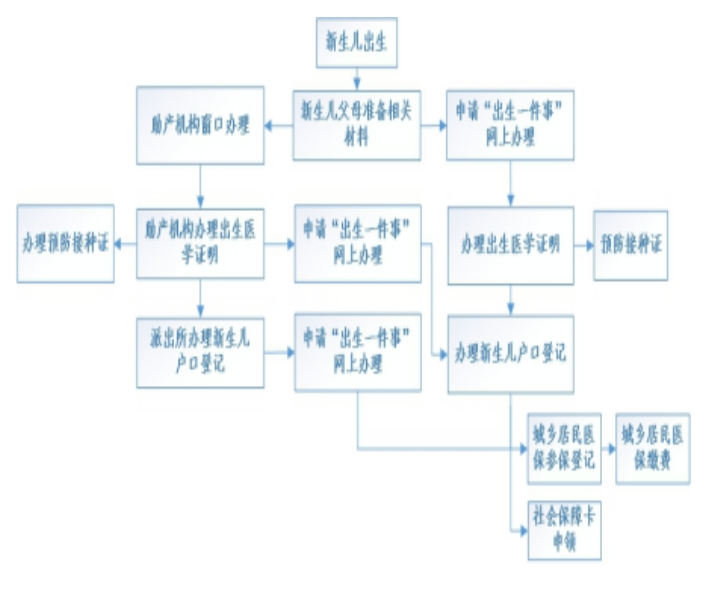 新生儿出生
助产机构窗口办理
新生儿父母准备相关
材料
申请“出生一件事”
网上办理
办理预防接种证
助产机构办理出生医
学证明
申请“出生一件事”
网上办理
办理出生医学证明
预防接种证
派出所办理新生儿
户口登记
申请“出生一件事”
网上办理
办理新生儿户口登记
城乡居民医
保参保登记
城乡居民医
保缴费
社会保障卡
申领